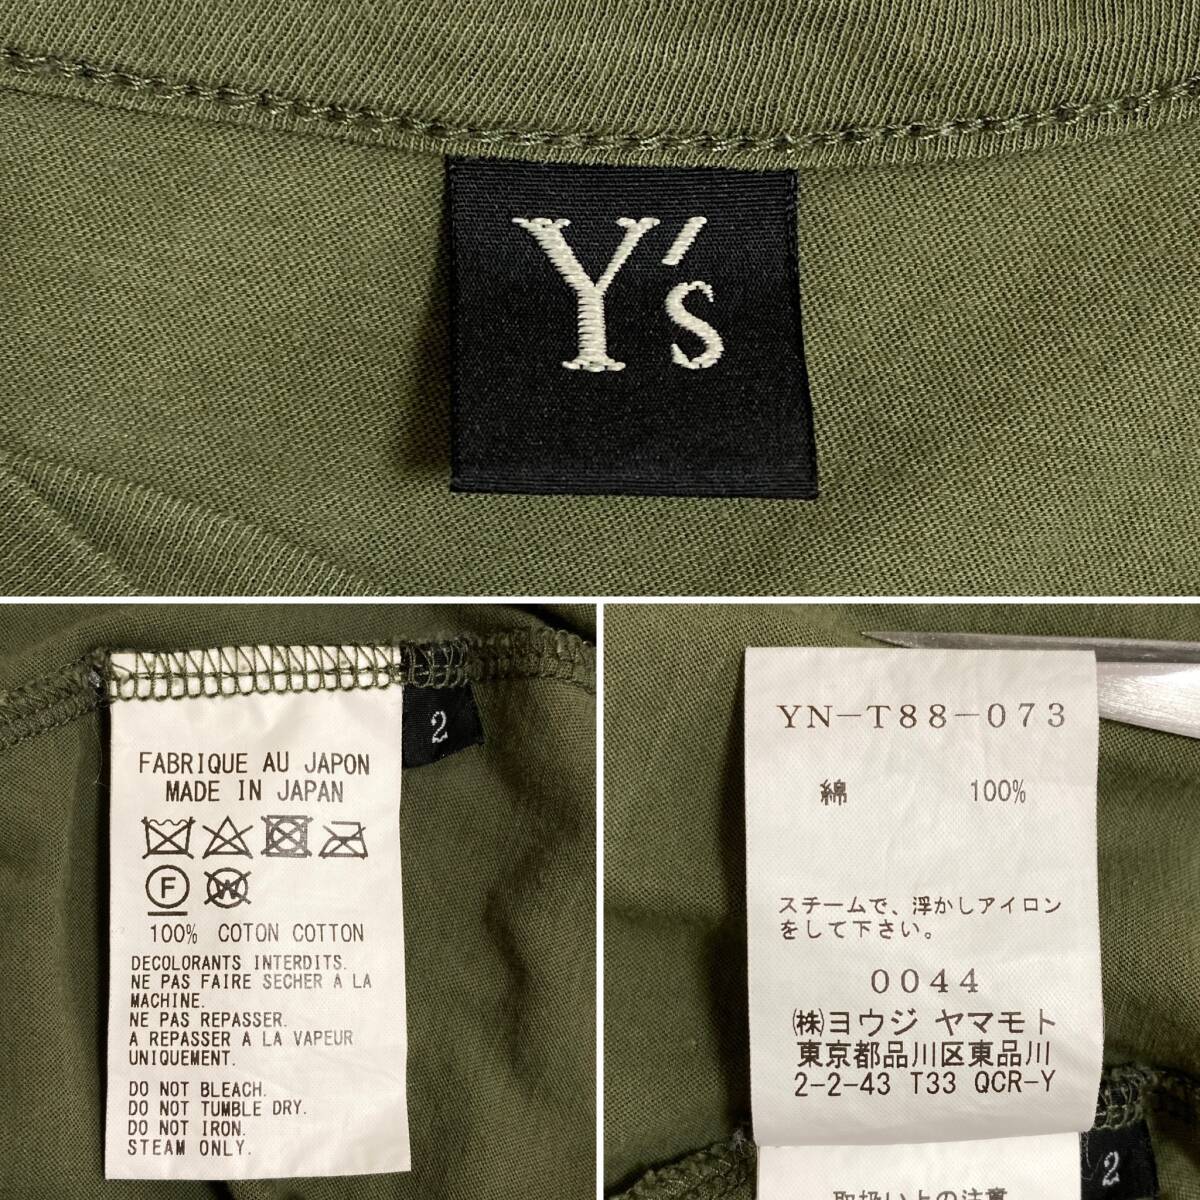 Y's
2
FABRIQUE AU JAPON
MADE IN JAPAN
F
W
100% COTON COTTON
DECOLORANTS INTERDITS.
NE PAS FAIRE SECHER A LA
MACHINE.
NE PAS REPASSER.
A REPASSER A LA VAPEUR
UNIQUEMENT.
DO NOT BLEACH.
DO NOT TUMBLE DRY.
DO NOT IRON.
STEAM ONLY.
YN-T88-073
綿 100%
スチームで、浮かしアイロン
をして下さい。
0044
㈱ヨウジ ヤマモト
東京都品川区東品川
2-2-43 T33 QCR-Y
2
取扱い上の注意